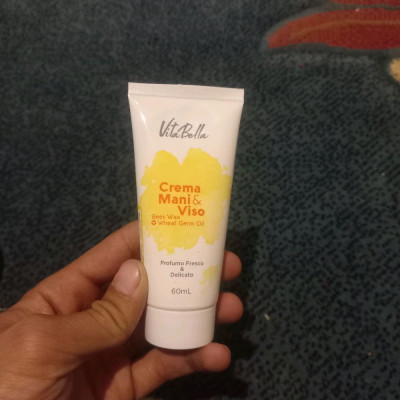 VitaBella
Crema
Mani &
Viso
Bees Wax
& Wheat Germ Oil
Profumo Fresco
&
Delicato
60mL